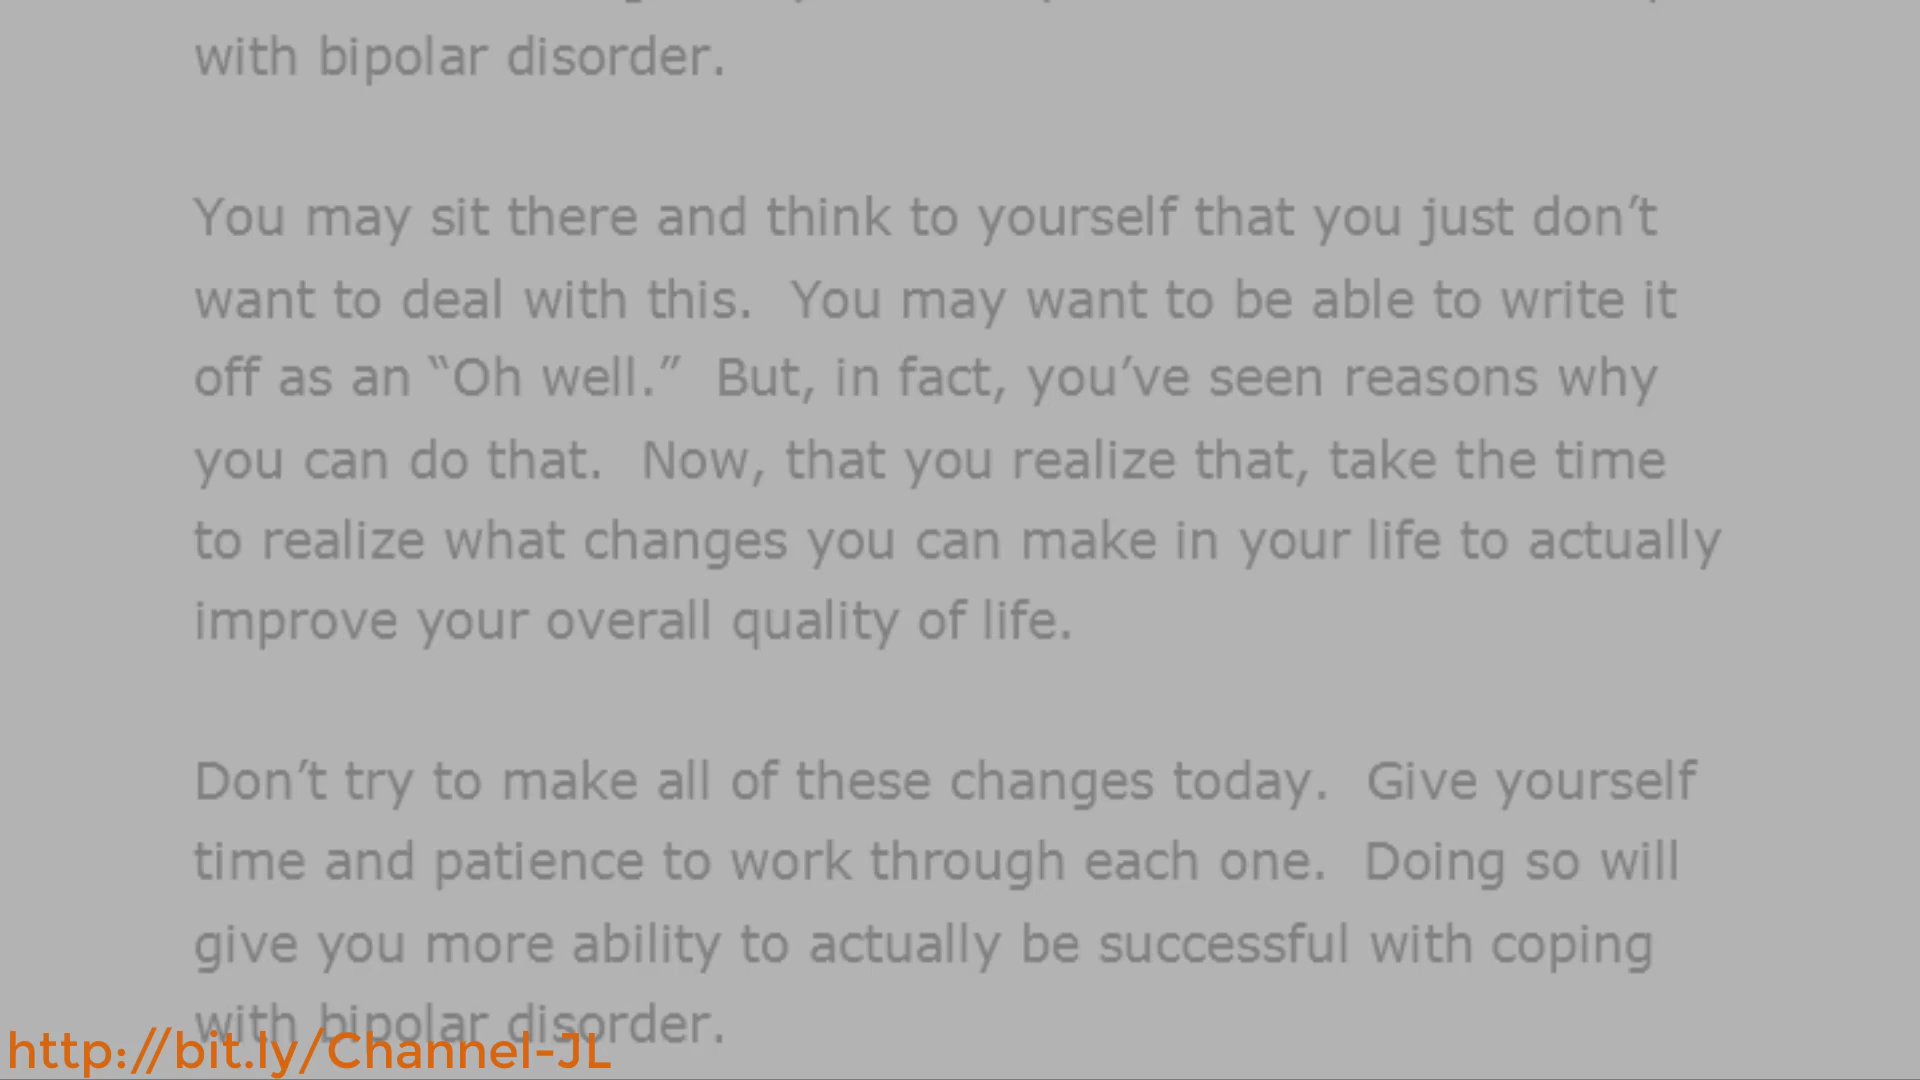 with bipolar disorder.
You may sit there and think to yourself that you just don’t
want to deal with this.  You may want to be able to write it
off as an “Oh well.”  But, in fact, you’ve seen reasons why
you can do that.  Now, that you realize that, take the time
to realize what changes you can make in your life to actually
improve your overall quality of life.
Don’t try to make all of these changes today.  Give yourself
time and patience to work through each one.  Doing so will
give you more ability to actually be successful with coping
with bipolar disorder.
http://bit.ly/Channel-JL